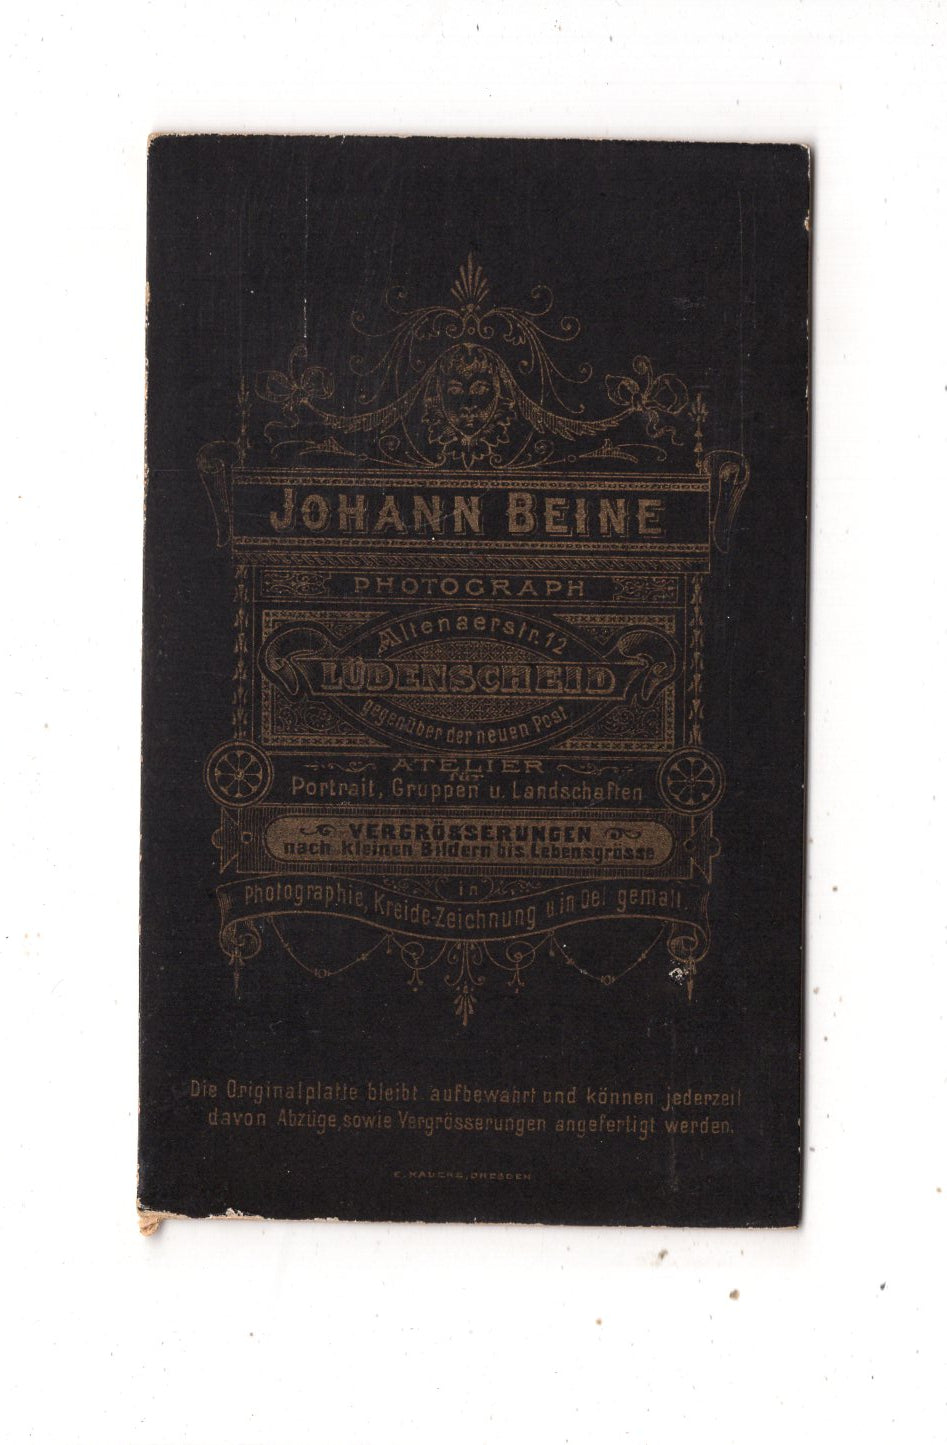 JOHANN BEINE
PHOTOGRAPH
Altenaerstr. 12
LÜDENSCHEID
gegenüber der neuen Post
ATELIER
für
Portrait, Gruppen u. Landschaften
VERGRÖSSERUNGEN
nach kleinen Bildern bis Lebensgrösse
in
Photographie, Kreide-Zeichnung u. in Oel gemalt.
Die Originalplatte bleibt aufbewahrt und können jederzeit
davon Abzüge, sowie Vergrösserungen angefertigt werden.
DRESDEN